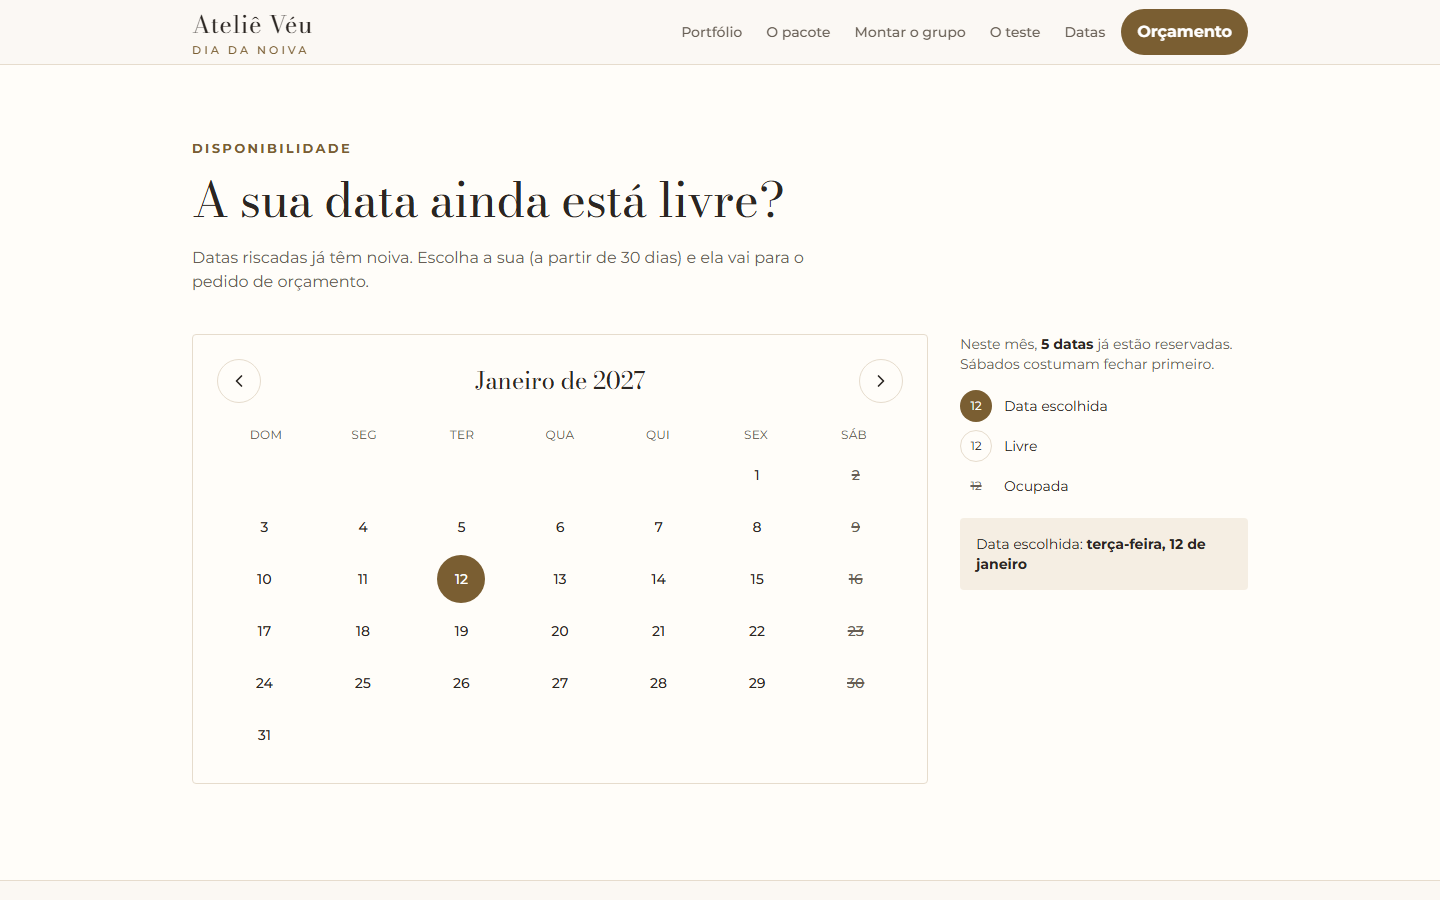 Ateliê Véu
DIA DA NOIVA
Portfólio O pacote Montar o grupo O teste Datas Orçamento
DISPONIBILIDADE
A sua data ainda está livre?
Datas riscadas já têm noiva. Escolha a sua (a partir de 30 dias) e ela vai para o
pedido de orçamento.
Janeiro de 2027
DOM SEG TER QUA QUI SEX SÁB
1 2
3 4 5 6 7 8 9
10 11 12 13 14 15 16
17 18 19 20 21 22 23
24 25 26 27 28 29 30
31
Neste mês, 5 datas já estão reservadas.
Sábados costumam fechar primeiro.
12 Data escolhida
12 Livre
12 Ocupada
Data escolhida: terça-feira, 12 de
janeiro